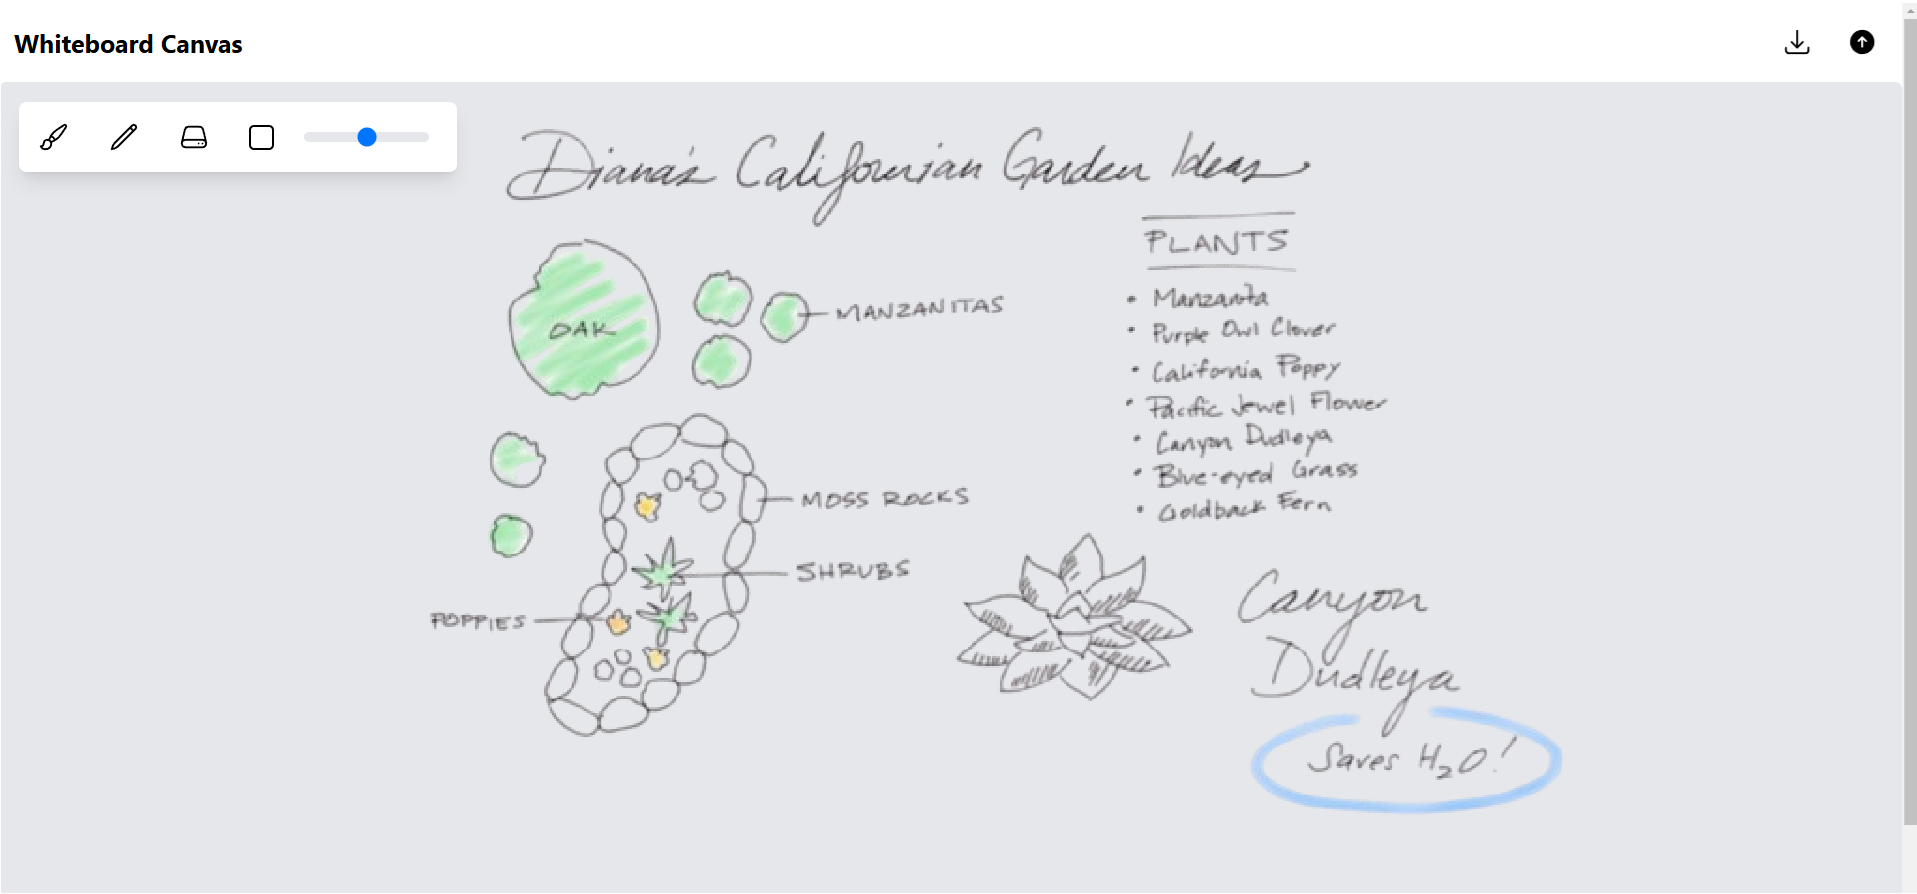 Whiteboard Canvas
Diana's Californian Garden Ideas
PLANTS
OAK
MANZANITAS
• Manzanita
• Purple Owl Clover
• California Poppy
• Pacific Jewel Flower
• Canyon Dudleya
• Blue-eyed Grass
• Goldback Fern
MOSS ROCKS
SHRUBS
POPPIES
Canyon
Dudleya
Saves H₂O!